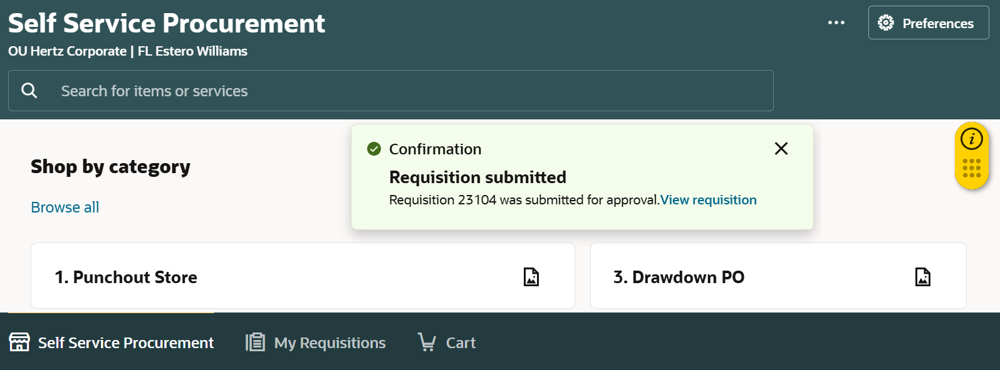 Self Service Procurement
Preferences
OU Hertz Corporate | FL Estero Williams
Search for items or services
Confirmation
Requisition submitted
Requisition 23104 was submitted for approval.View requisition
Shop by category
Browse all
1. Punchout Store
3. Drawdown PO
Self Service Procurement
My Requisitions
Cart